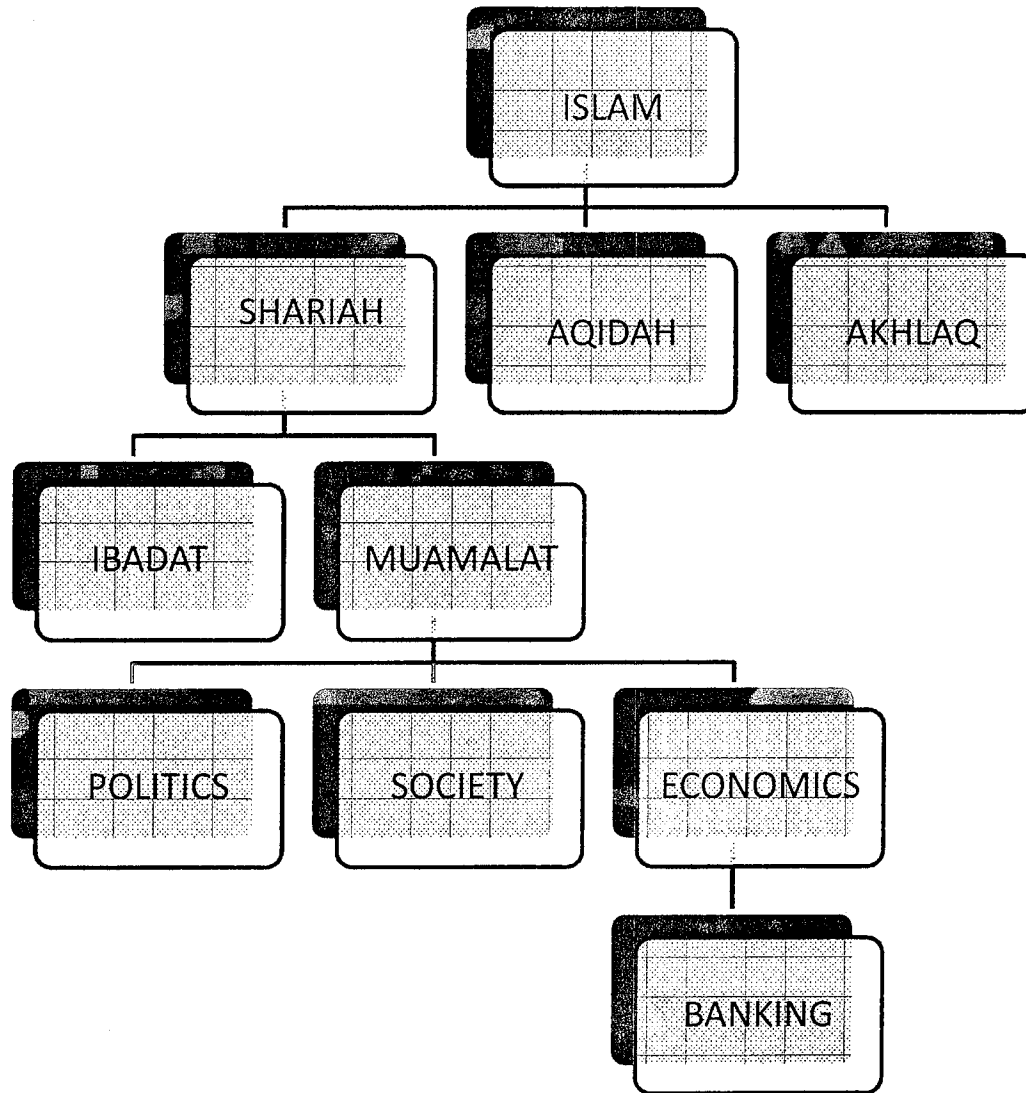 ISLAM
SHARIAH
AQIDAH
AKHLAQ
IBADAT
MUAMALAT
POLITICS
SOCIETY
ECONOMICS
BANKING